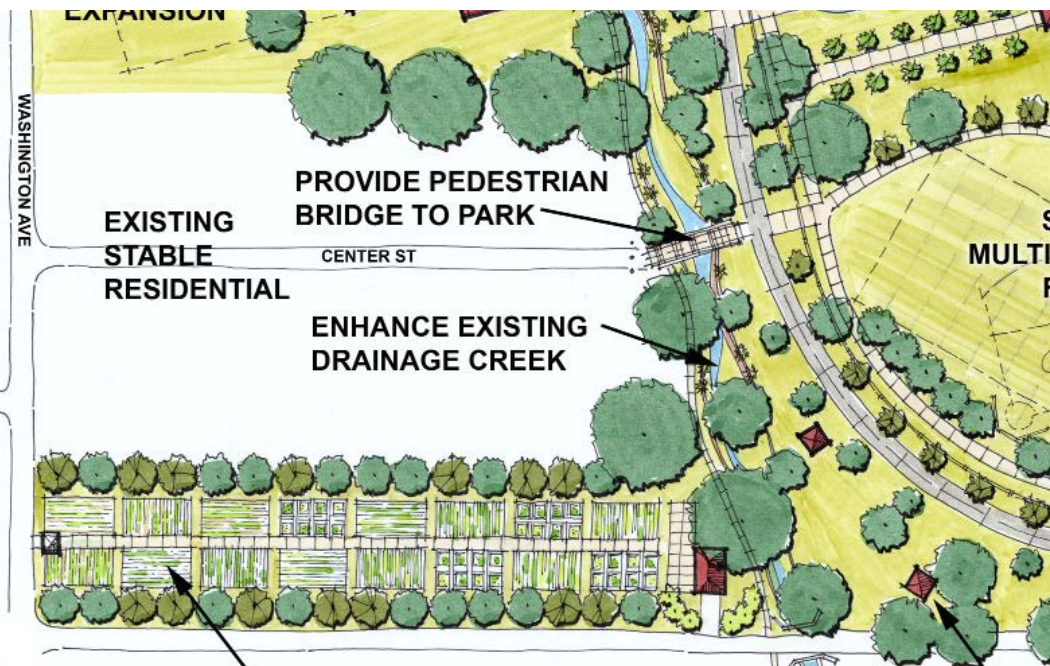 EXPANSION
WASHINGTON AVE
PROVIDE PEDESTRIAN
BRIDGE TO PARK
EXISTING
STABLE
RESIDENTIAL
CENTER ST
S
MULTI
ENHANCE EXISTING
DRAINAGE CREEK